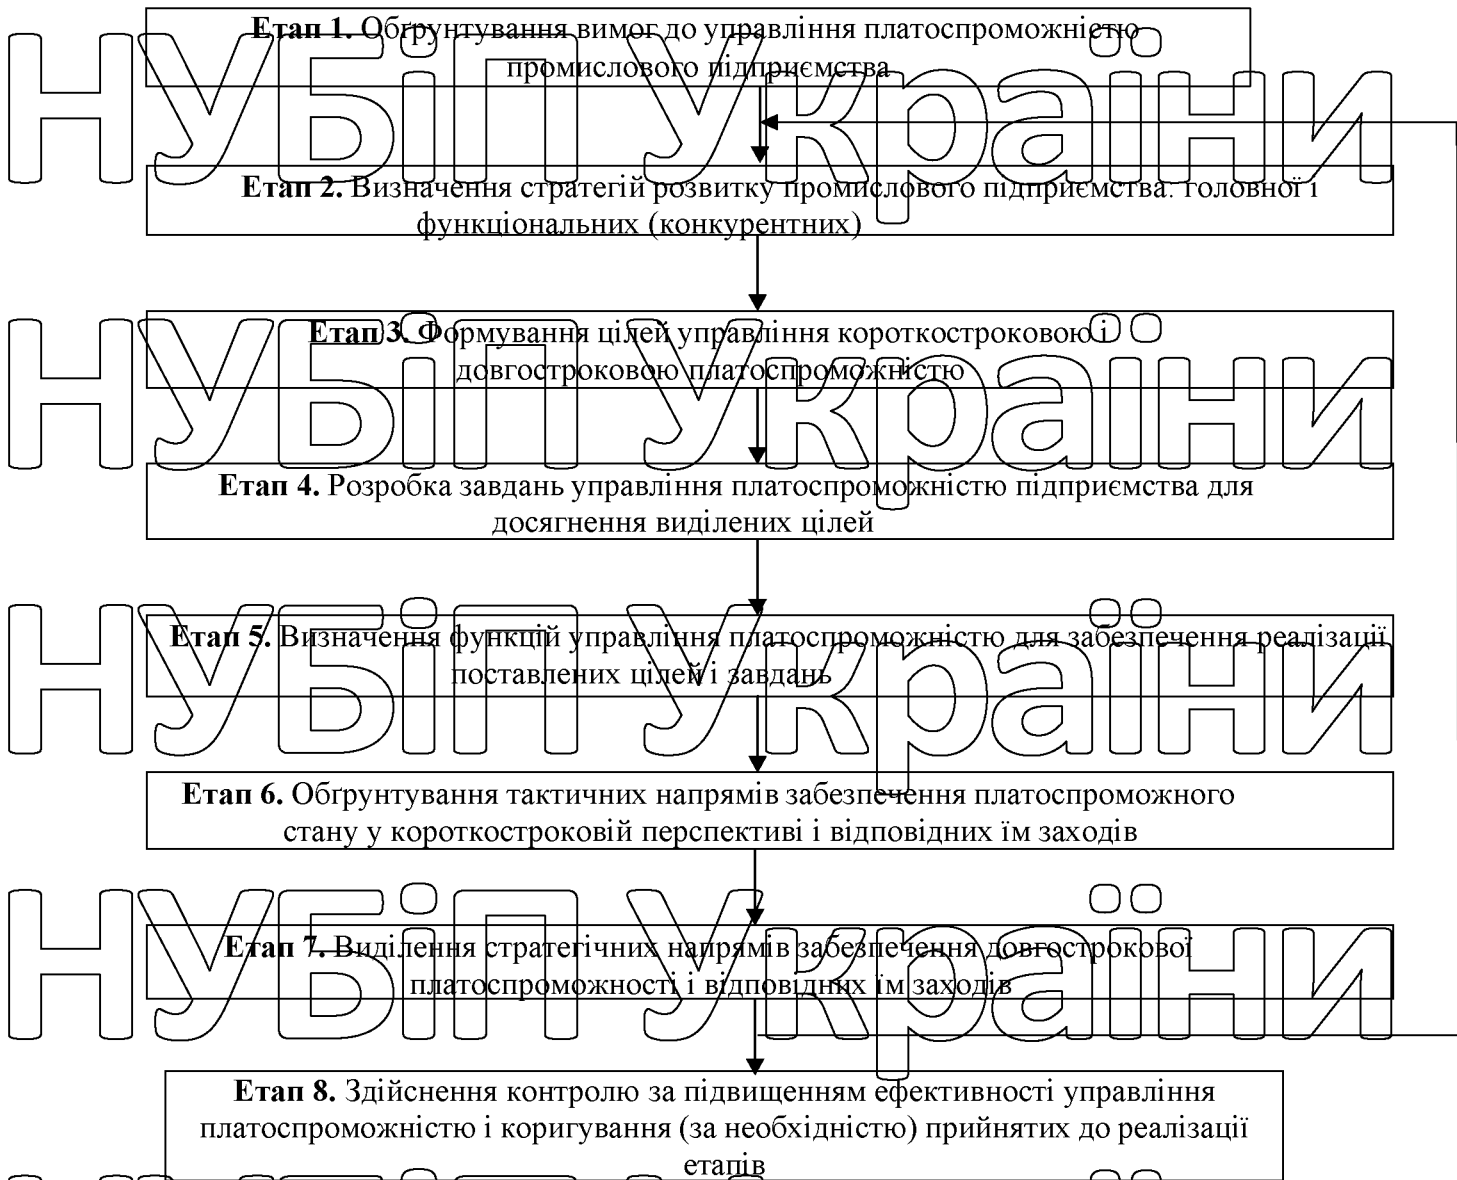 Етап 1. Обґрунтування вимог до управління платоспроможністю
промислового підприємства
НУБіП України
Етап 2. Визначення стратегій розвитку промислового підприємства: головної і
функціональних (конкурентних)
Етап 3. Формування цілей управління короткостроковою і
довгостроковою платоспроможністю
НУБіП України
Етап 4. Розробка завдань управління платоспроможністю підприємства для
досягнення виділених цілей
Етап 5. Визначення функцій управління платоспроможністю для забезпечення реалізації
поставлених цілей і завдань
НУБіП України
Етап 6. Обґрунтування тактичних напрямів забезпечення платоспроможного
стану у короткостроковій перспективі і відповідних їм заходів
Етап 7. Виділення стратегічних напрямів забезпечення довгострокової
платоспроможності і відповідних їм заходів
НУБіП України
Етап 8. Здійснення контролю за підвищенням ефективності управління
платоспроможністю і коригування (за необхідністю) прийнятих до реалізації
етапів